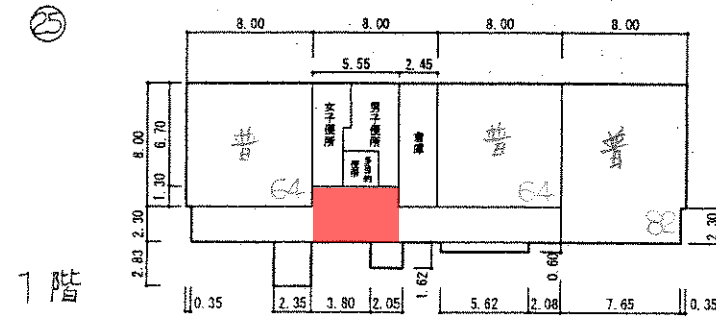 ㉕
8.00 8.00 8.00 8.00
5.55 2.45
8.00 6.70 1.30 2.30 2.83
普 64
女子便所
男子便所
多目的便所
倉庫
普 64
普 82
2.30
1階
0.35 2.35 3.80 2.05 1.62 5.62 2.08 0.60 7.65 0.35